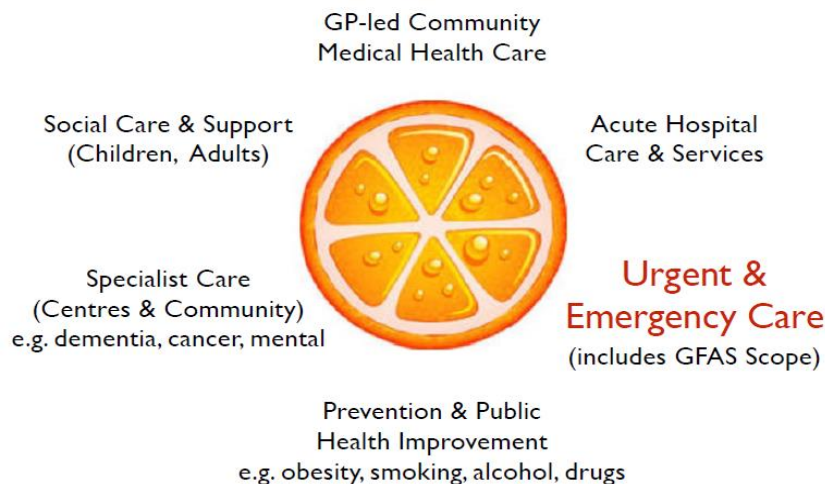 GP-led Community
Medical Health Care
Social Care & Support
(Children, Adults)
Acute Hospital
Care & Services
Specialist Care
(Centres & Community)
e.g. dementia, cancer, mental
Urgent &
Emergency Care
(includes GFAS Scope)
Prevention & Public
Health Improvement
e.g. obesity, smoking, alcohol, drugs